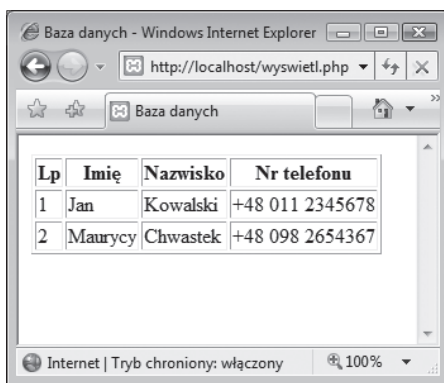 Baza danych - Windows Internet Explorer
http://localhost/wyswietl.php
Baza danych
Lp Imię Nazwisko Nr telefonu
1 Jan Kowalski +48 011 2345678
2 Maurycy Chwastek +48 098 2654367
Internet | Tryb chroniony: włączony 100%